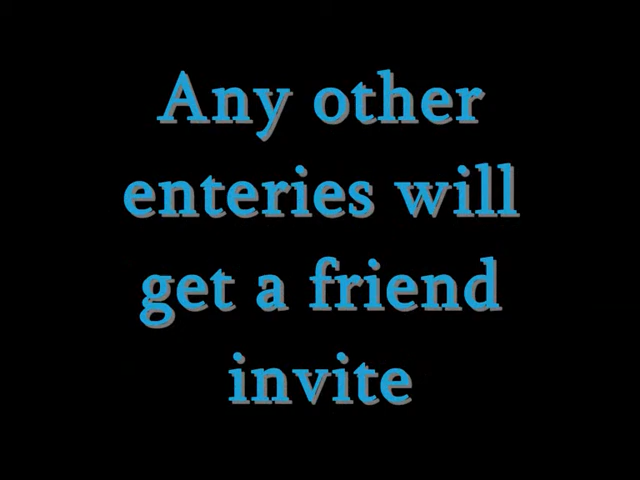 Any other
enteries will
get a friend
invite